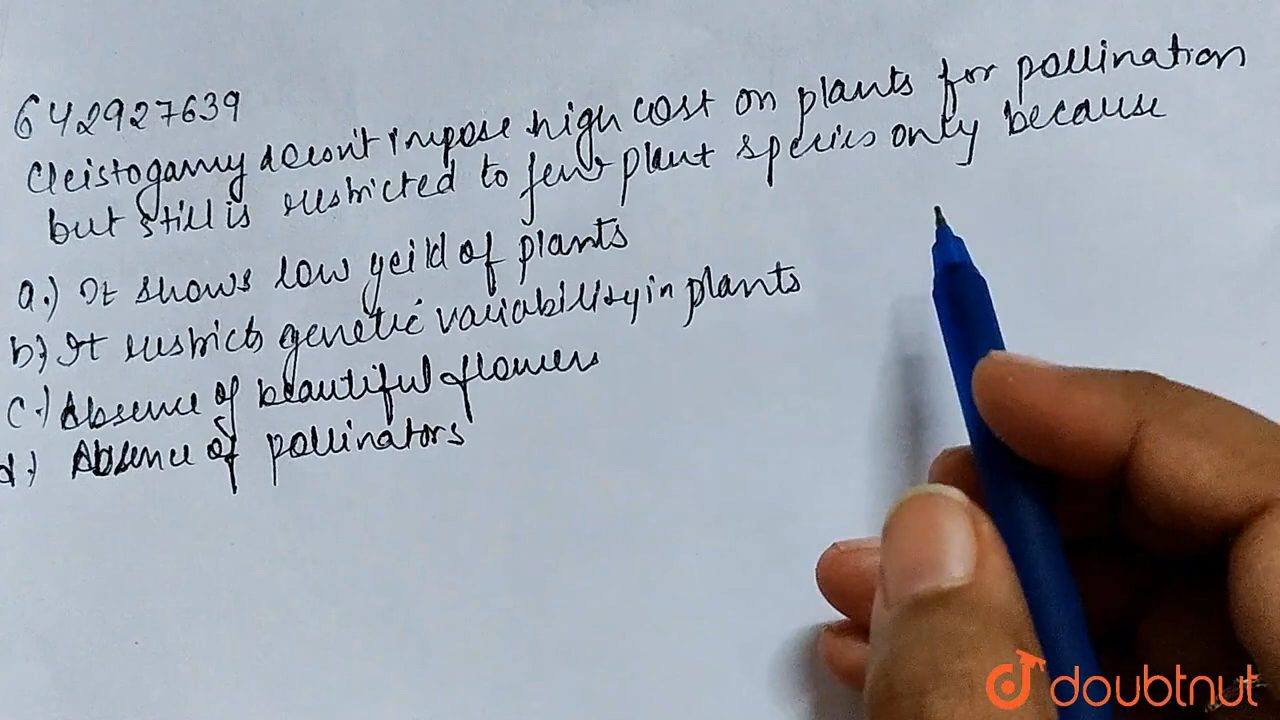 642927639
Cleistogamy doesn't impose high cost on plants for pollination
but still is restricted to few plant species only because
a.) It shows low yeild of plants
b.) It restricts genetic variability in plants
c.) Absence of beautiful flowers
d.) Absence of pollinators
doubtnut